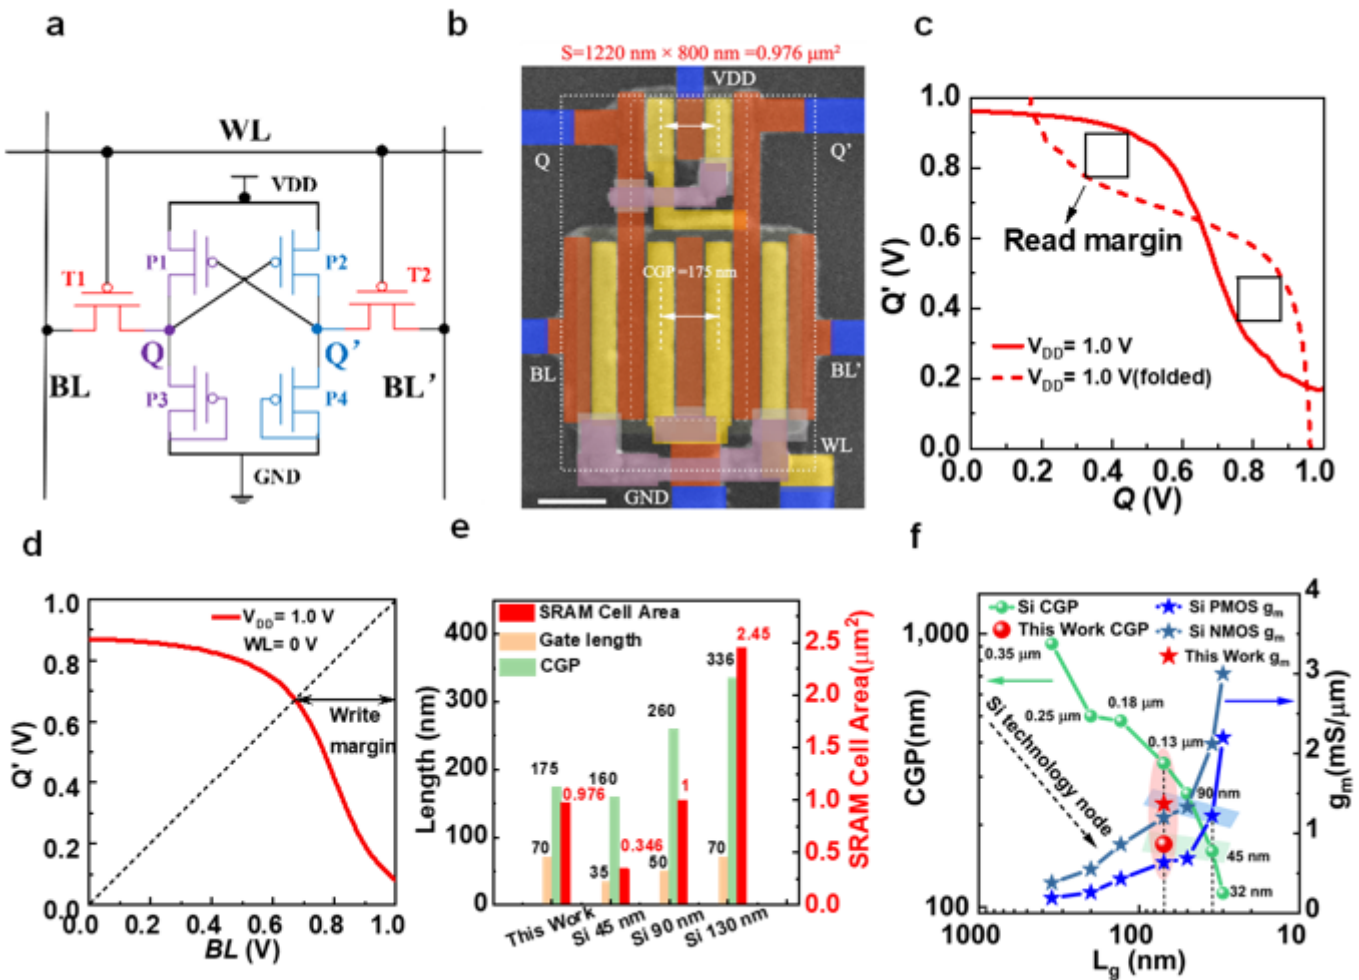 a
WL
VDD
P1
P2
T1
T2
Q
Q'
BL
BL'
P3
P4
GND
b
S=1220 nm × 800 nm =0.976 μm²
VDD
Q
Q'
CGP =175 nm
BL
BL'
WL
GND
c
1.0
0.8
0.6
0.4
0.2
0.0
Q' (V)
Read margin
V_DD= 1.0 V
V_DD= 1.0 V(folded)
0.0 0.2 0.4 0.6 0.8 1.0
Q (V)
d
1.0
0.8
0.6
0.4
0.2
0.0
Q' (V)
V_DD= 1.0 V
WL= 0 V
Write
margin
0.0 0.2 0.4 0.6 0.8 1.0
BL (V)
e
SRAM Cell Area
Gate length
CGP
400
300
200
100
0
Length (nm)
175
70
0.976
160
35
0.346
260
50
1
336
70
2.45
2.5
2.0
1.5
1.0
0.5
0.0
SRAM Cell Area(μm²)
This Work
Si 45 nm
Si 90 nm
Si 130 nm
f
Si CGP
This Work CGP
Si PMOS g_m
Si NMOS g_m
This Work g_m
1,000
100
CGP(nm)
0.35 μm
0.25 μm
0.18 μm
0.13 μm
90 nm
45 nm
32 nm
Si technology node
4
3
2
1
0
g_m(mS/μm)
1000 100 10
L_g (nm)